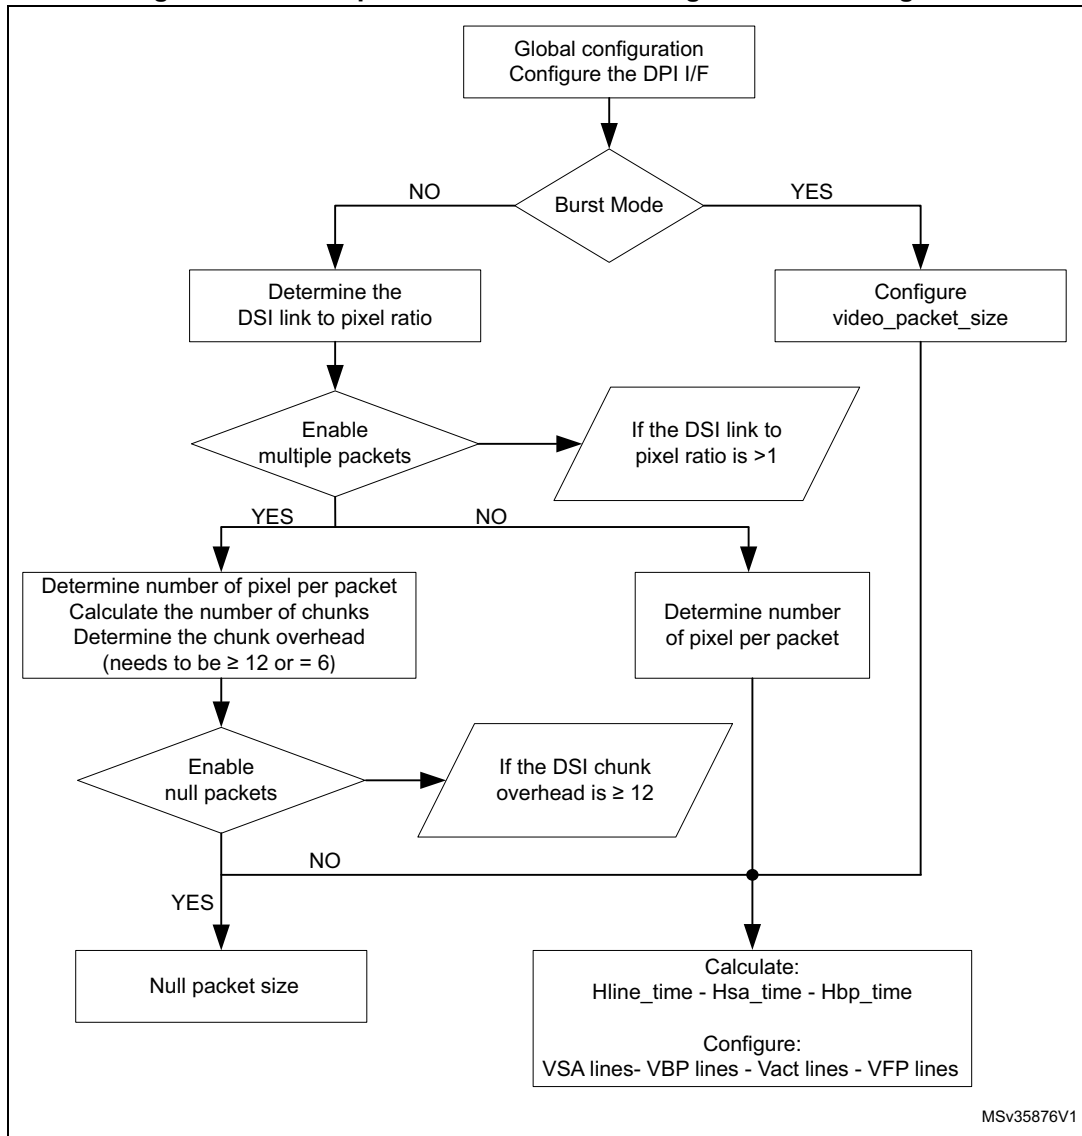 Global configuration
Configure the DPI I/F
NO
Burst Mode
YES
Determine the
DSI link to pixel ratio
Configure
video_packet_size
Enable
multiple packets
If the DSI link to
pixel ratio is >1
YES
NO
Determine number of pixel per packet
Calculate the number of chunks
Determine the chunk overhead
(needs to be ≥ 12 or = 6)
Determine number
of pixel per packet
Enable
null packets
If the DSI chunk
overhead is ≥ 12
NO
YES
Null packet size
Calculate:
Hline_time - Hsa_time - Hbp_time
Configure:
VSA lines- VBP lines - Vact lines - VFP lines
MSv35876V1